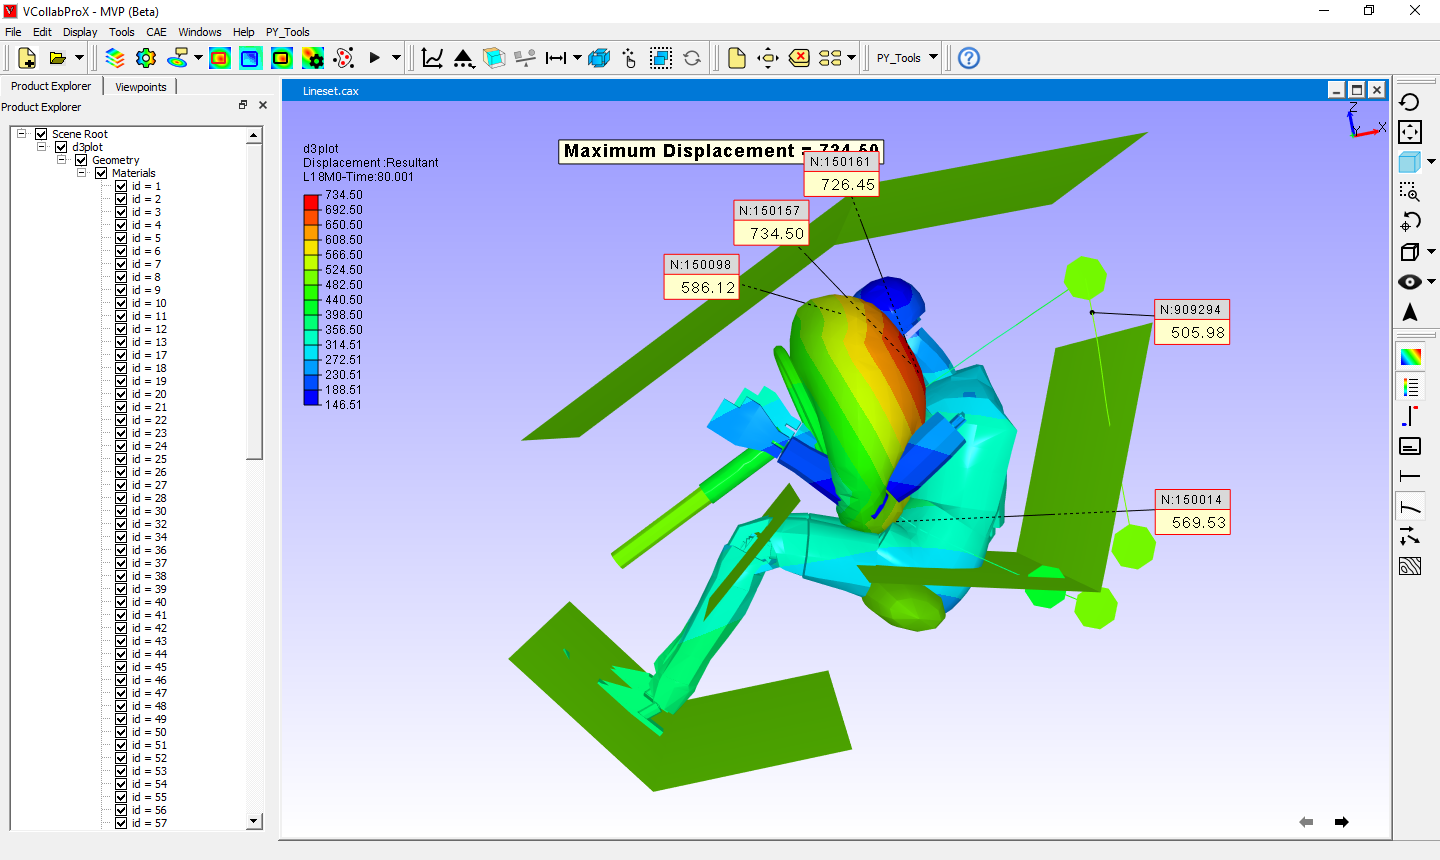 VCollabProX - MVP (Beta)
File Edit Display Tools CAE Windows Help PY_Tools
PY_Tools
Product Explorer Viewpoints
Product Explorer
Scene Root
d3plot
Geometry
Materials
id = 1
id = 2
id = 3
id = 4
id = 5
id = 6
id = 7
id = 8
id = 9
id = 10
id = 11
id = 12
id = 13
id = 17
id = 18
id = 19
id = 20
id = 21
id = 22
id = 23
id = 24
id = 25
id = 26
id = 27
id = 28
id = 30
id = 32
id = 34
id = 36
id = 37
id = 38
id = 39
id = 40
id = 41
id = 42
id = 43
id = 44
id = 45
id = 46
id = 47
id = 48
id = 49
id = 50
id = 51
id = 52
id = 53
id = 54
id = 55
id = 56
id = 57
Lineset.cax
Z
X
Y
d3plot
Displacement :Resultant
L18M0-Time:80.001
734.50
692.50
650.50
608.50
566.50
524.50
482.50
440.50
398.50
356.50
314.51
272.51
230.51
188.51
146.51
Maximum Displacement = 734.50
N:150161
726.45
N:150157
734.50
N:150098
586.12
N:909294
505.98
N:150014
569.53